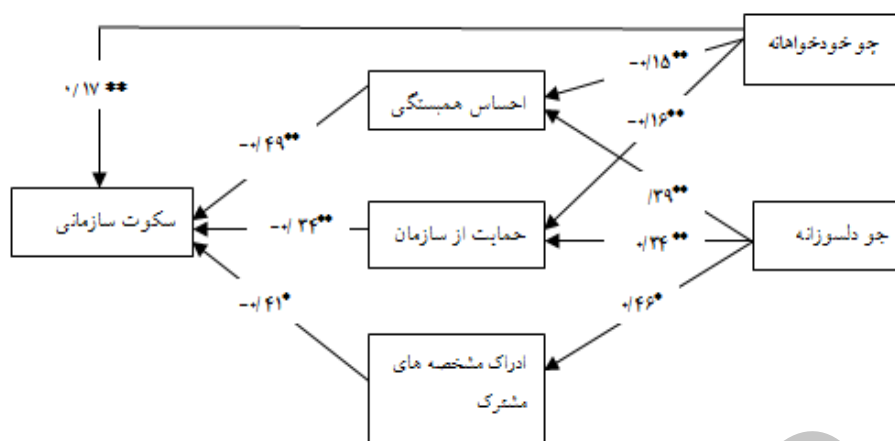 جو خودخواهانه
-۰/۱۵**
۰/۱۷ **
احساس همبستگی
-۰/۱۶**
-۰/۴۹**
/۳۹**
سکوت سازمانی
-۰/ ۳۴**
حمایت از سازمان
۰/۳۴ **
جو دلسوزانه
-۰/۴۱*
۰/۴۶*
ادراک مشخصه های
مشترک